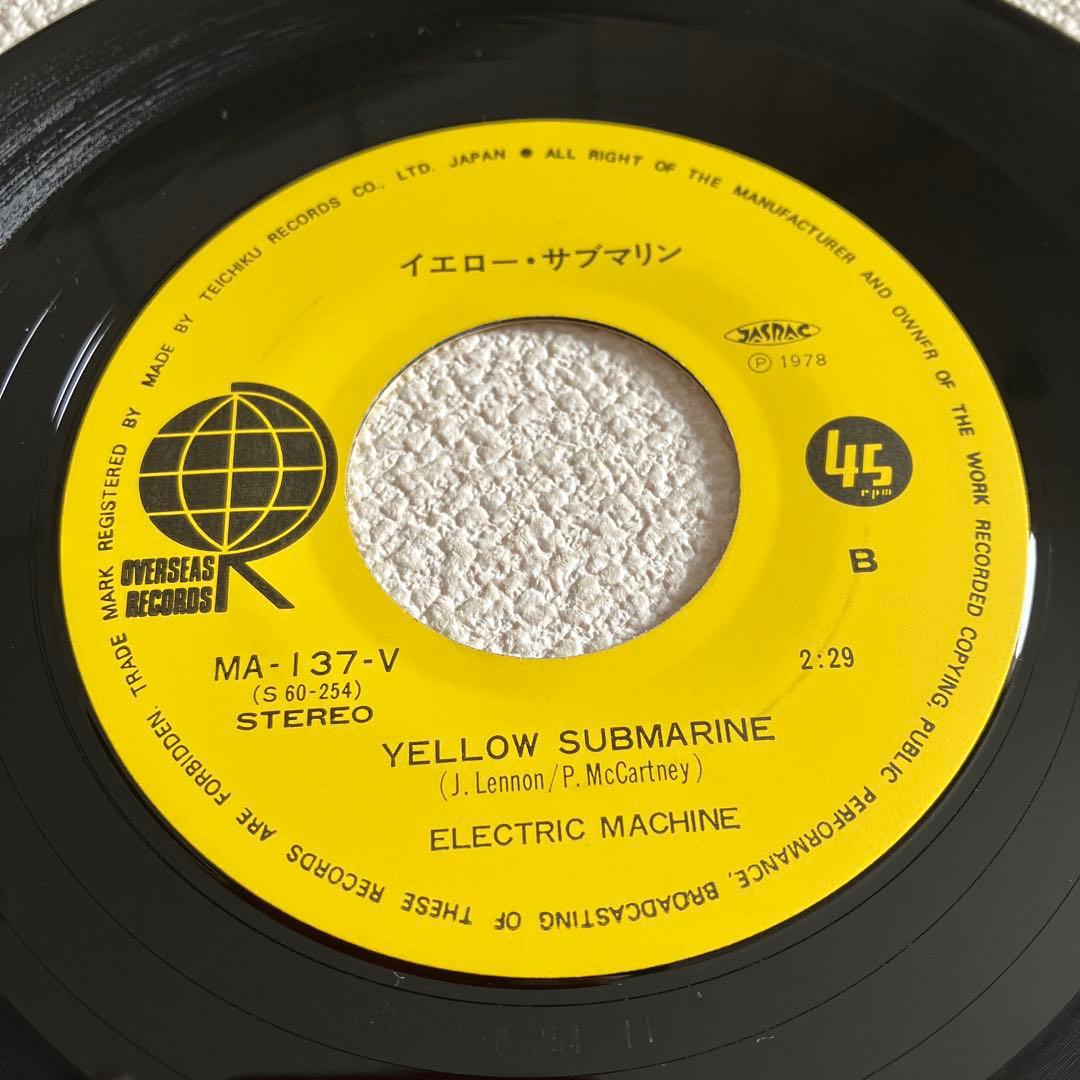 TRADE MARK REGISTERED BY MADE BY TEICHIKU RECORDS CO., LTD. JAPAN ● ALL RIGHT OF THE MANUFACTURER AND OWNER OF THE WORK RECORDED COPYING, PUBLIC PERFORMANCE, BROADCASTING OF THESE RECORDS ARE FORBIDDEN.
イエロー・サブマリン
JASRAC
Ⓟ 1978
45
rpm
OVERSEAS
RECORDS
B
MA-137-V
(S 60-254)
STEREO
2:29
YELLOW SUBMARINE
(J. Lennon/P. McCartney)
ELECTRIC MACHINE